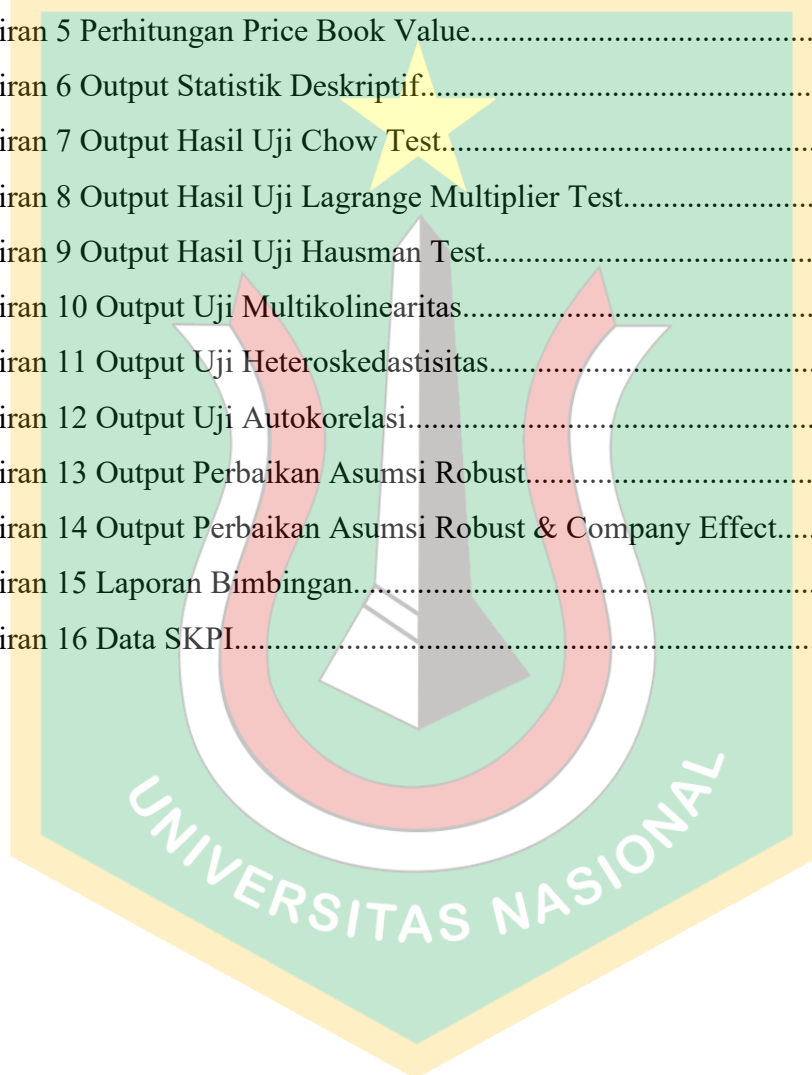 iran 5 Perhitungan Price Book Value...........................................
iran 6 Output Statistik Deskriptif.................................................
iran 7 Output Hasil Uji Chow Test..............................................
iran 8 Output Hasil Uji Lagrange Multiplier Test........................
iran 9 Output Hasil Uji Hausman Test.........................................
iran 10 Output Uji Multikolinearitas............................................
iran 11 Output Uji Heteroskedastisitas.........................................
iran 12 Output Uji Autokorelasi...................................................
iran 13 Output Perbaikan Asumsi Robust....................................
iran 14 Output Perbaikan Asumsi Robust & Company Effect.....
iran 15 Laporan Bimbingan..........................................................
iran 16 Data SKPI.........................................................................
UNIVERSITAS NASIONAL